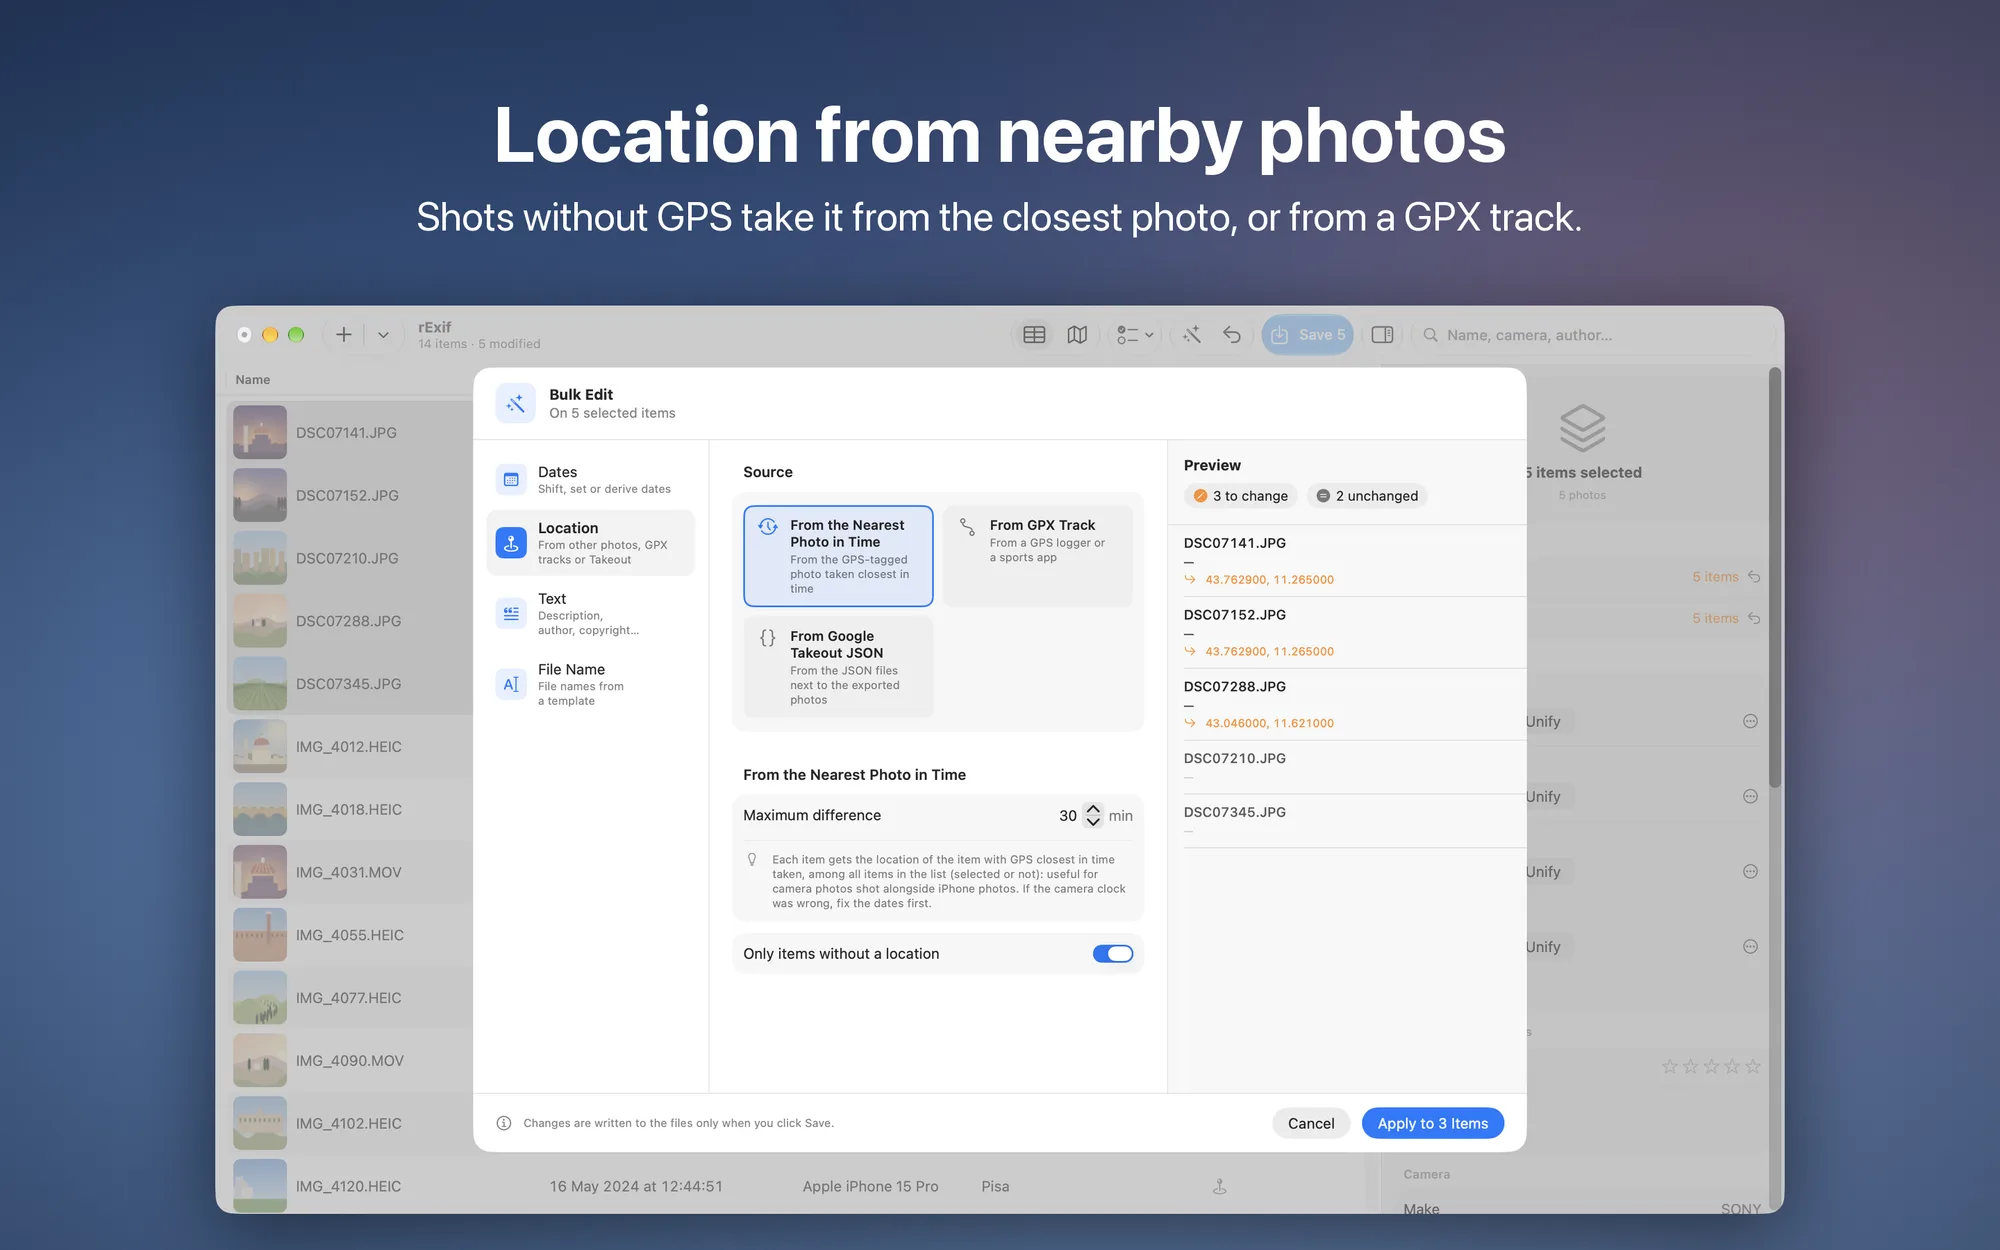 Location from nearby photos
Shots without GPS take it from the closest photo, or from a GPX track.
rExif
14 items · 5 modified
Save 5
Name, camera, author...
Name
DSC07141.JPG
DSC07152.JPG
DSC07210.JPG
DSC07288.JPG
DSC07345.JPG
IMG_4012.HEIC
IMG_4018.HEIC
IMG_4031.MOV
IMG_4055.HEIC
IMG_4077.HEIC
IMG_4090.MOV
IMG_4102.HEIC
IMG_4120.HEIC
16 May 2024 at 12:44:51
Apple iPhone 15 Pro
Pisa
Bulk Edit
On 5 selected items
Dates
Shift, set or derive dates
Location
From other photos, GPX
tracks or Takeout
Text
Description,
author, copyright...
File Name
File names from
a template
Source
From the Nearest
Photo in Time
From the GPS-tagged
photo taken closest in
time
From GPX Track
From a GPS logger or
a sports app
{}
From Google
Takeout JSON
From the JSON files
next to the exported
photos
From the Nearest Photo in Time
Maximum difference
30
min
Each item gets the location of the item with GPS closest in time
taken, among all items in the list (selected or not): useful for
camera photos shot alongside iPhone photos. If the camera clock
was wrong, fix the dates first.
Only items without a location
Preview
3 to change
2 unchanged
DSC07141.JPG
—
43.762900, 11.265000
DSC07152.JPG
—
43.762900, 11.265000
DSC07288.JPG
—
43.046000, 11.621000
DSC07210.JPG
—
DSC07345.JPG
—
Changes are written to the files only when you click Save.
Cancel
Apply to 3 Items
5 items selected
5 photos
5 items
5 items
Unify
Unify
Unify
Unify
s
Camera
Make
SONY